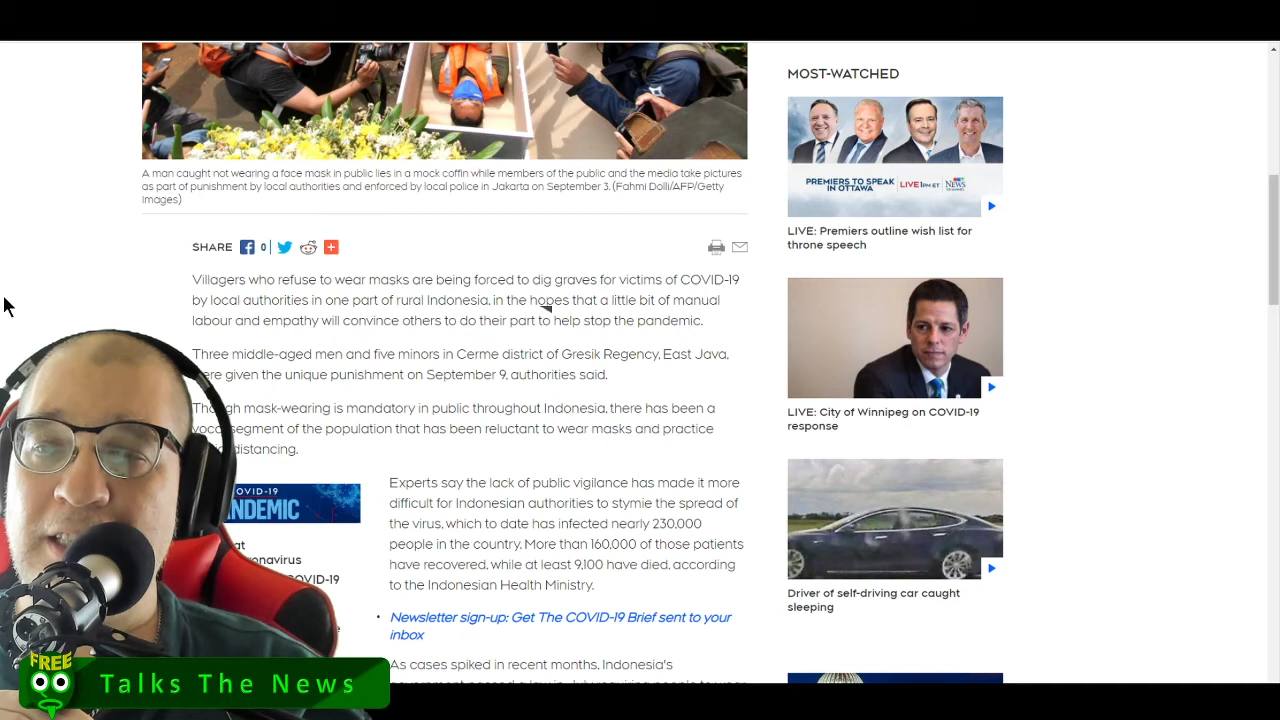 A man caught not wearing a face mask in public lies in a mock coffin while members of the public and the media take pictures
as part of punishment by local authorities and enforced by local police in Jakarta on September 3. (Fahmi Dolli/AFP/Getty
Images)
SHARE 0
Villagers who refuse to wear masks are being forced to dig graves for victims of COVID-19
by local authorities in one part of rural Indonesia, in the hopes that a little bit of manual
labour and empathy will convince others to do their part to help stop the pandemic.
Three middle-aged men and five minors in Cerme district of Gresik Regency, East Java,
given the unique punishment on September 9, authorities said.
mask-wearing is mandatory in public throughout Indonesia, there has been a
segment of the population that has been reluctant to wear masks and practice
distancing.
Experts say the lack of public vigilance has made it more
difficult for Indonesian authorities to stymie the spread of
the virus, which to date has infected nearly 230,000
people in the country. More than 160,000 of those patients
have recovered, while at least 9,100 have died, according
to the Indonesian Health Ministry.
Newsletter sign-up: Get The COVID-19 Brief sent to your
inbox
As cases spiked in recent months, Indonesia's
MOST-WATCHED
PREMIERS TO SPEAK
IN OTTAWA
LIVE 1PM ET
NEWS
LIVE: Premiers outline wish list for
throne speech
LIVE: City of Winnipeg on COVID-19
response
Driver of self-driving car caught
sleeping
FREE
Talks The News